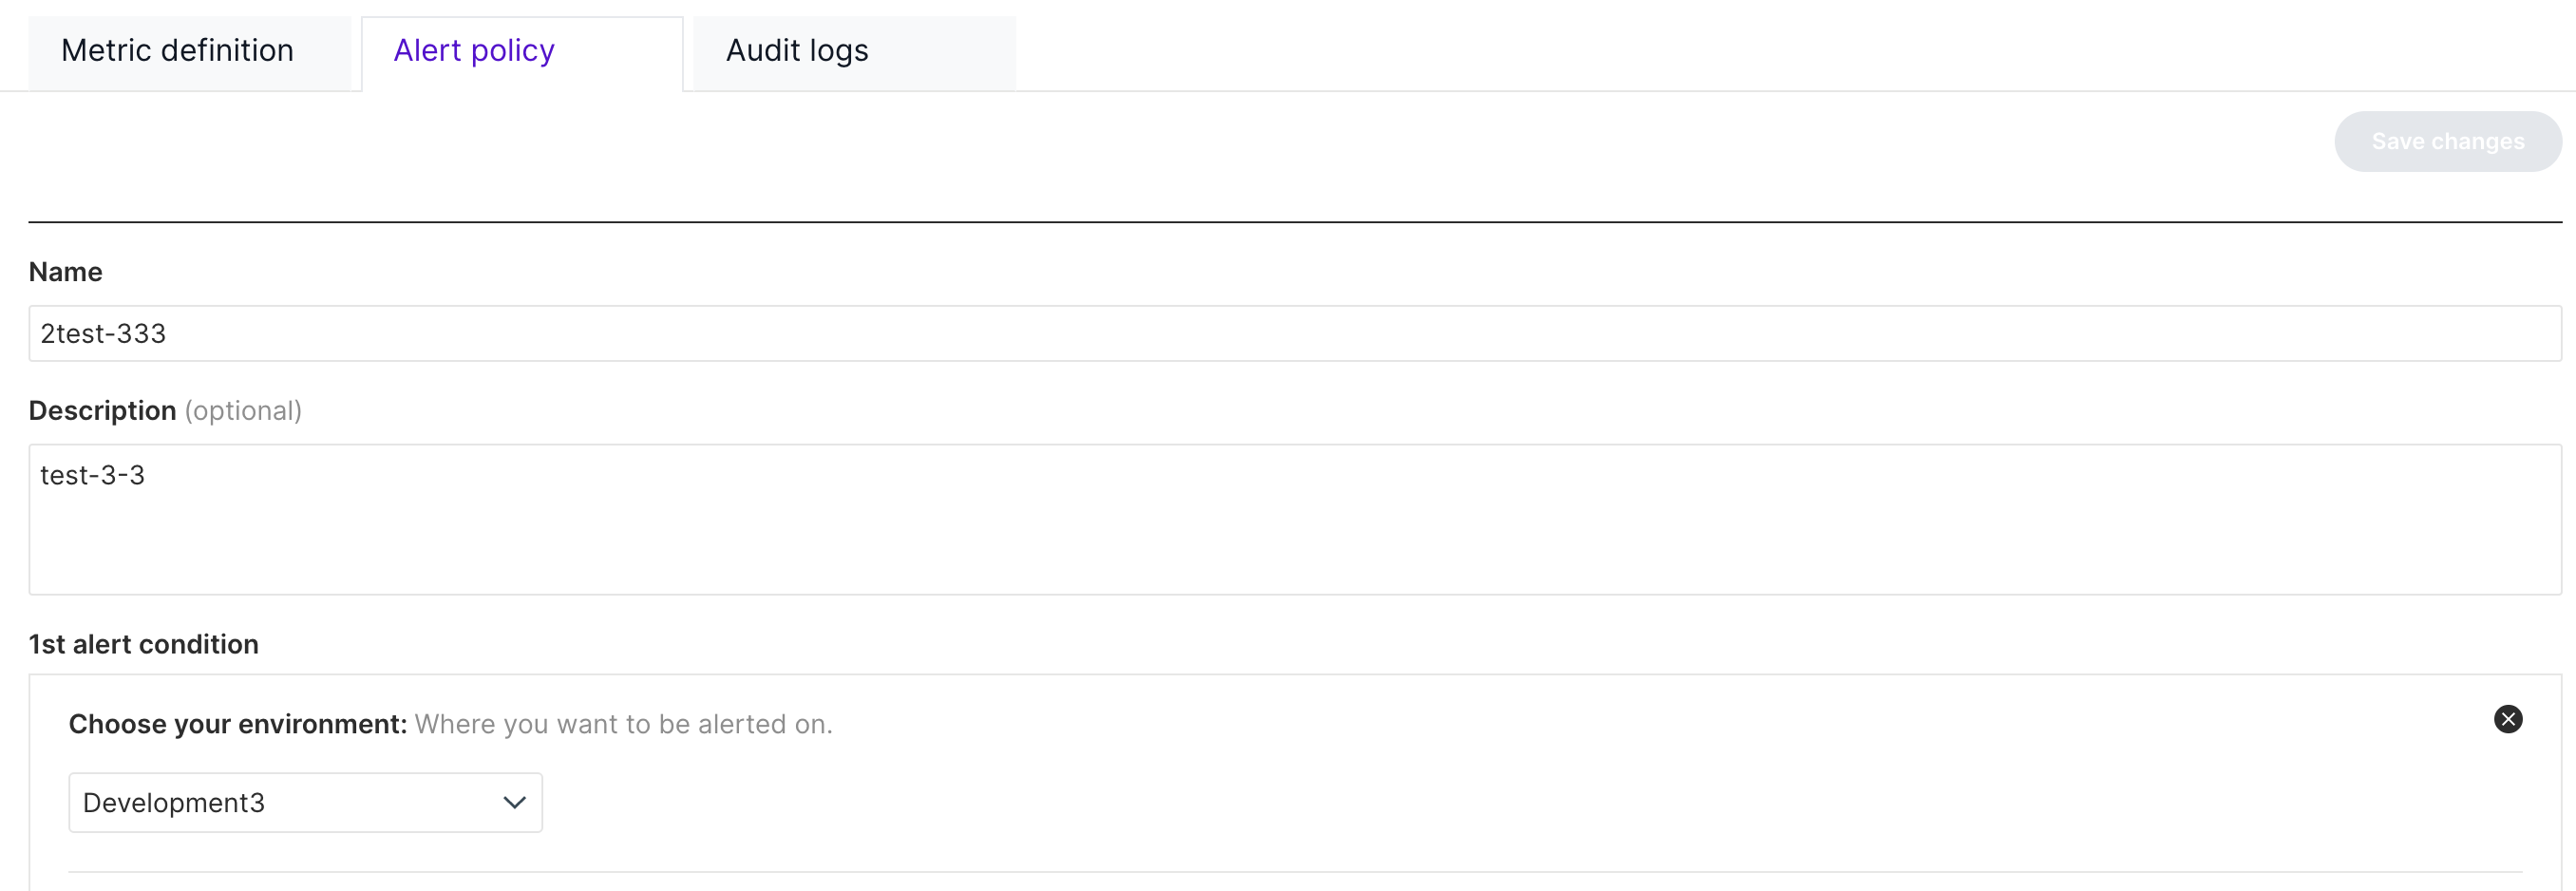 Metric definition
Alert policy
Audit logs
Save changes
Name
2test-333
Description (optional)
test-3-3
1st alert condition
Choose your environment: Where you want to be alerted on.
Development3